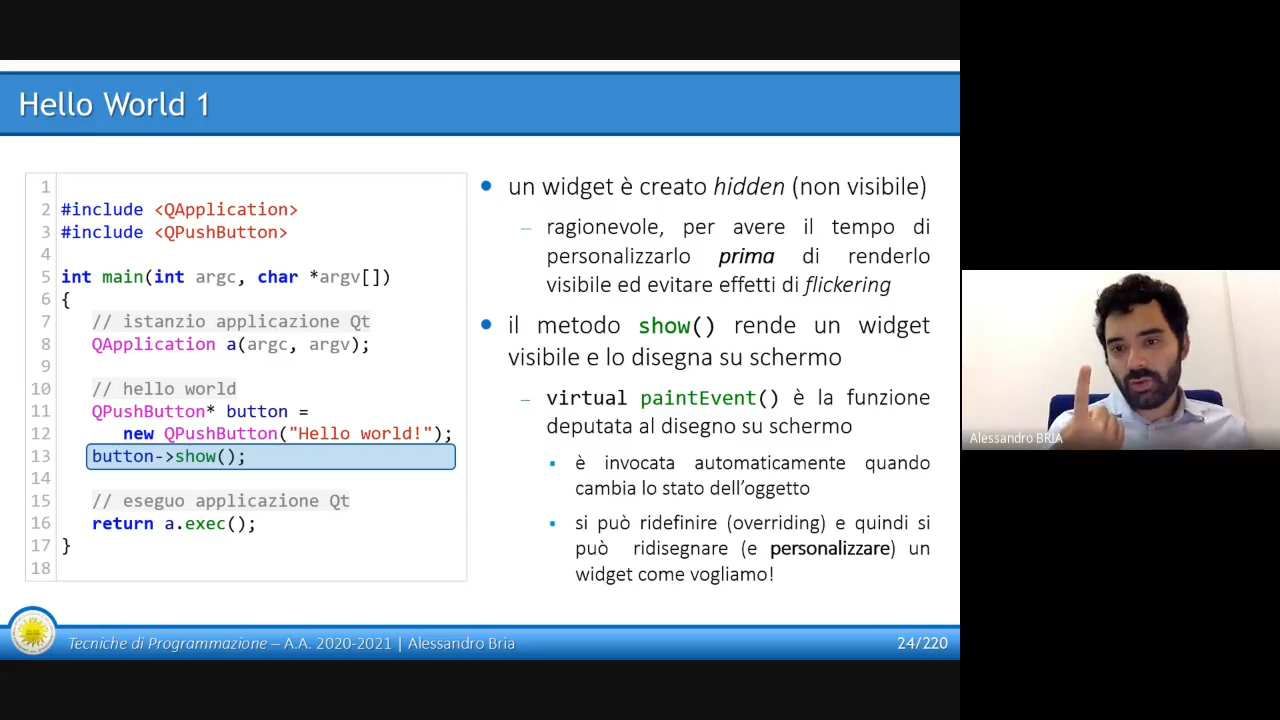 Hello World 1
1
2 #include <QApplication>
3 #include <QPushButton>
4
5 int main(int argc, char *argv[])
6 {
7 // istanzio applicazione Qt
8 QApplication a(argc, argv);
9
10 // hello world
11 QPushButton* button =
12 new QPushButton("Hello world!");
13 button->show();
14
15 // eseguo applicazione Qt
16 return a.exec();
17 }
18
• un widget è creato hidden (non visibile)
– ragionevole, per avere il tempo di
personalizzarlo prima di renderlo
visibile ed evitare effetti di flickering
• il metodo show() rende un widget
visibile e lo disegna su schermo
– virtual paintEvent() è la funzione
deputata al disegno su schermo
▪ è invocata automaticamente quando
cambia lo stato dell'oggetto
▪ si può ridefinire (overriding) e quindi si
può ridisegnare (e personalizzare) un
widget come vogliamo!
Alessandro BRIA
Tecniche di Programmazione – A.A. 2020-2021 | Alessandro Bria
24/220